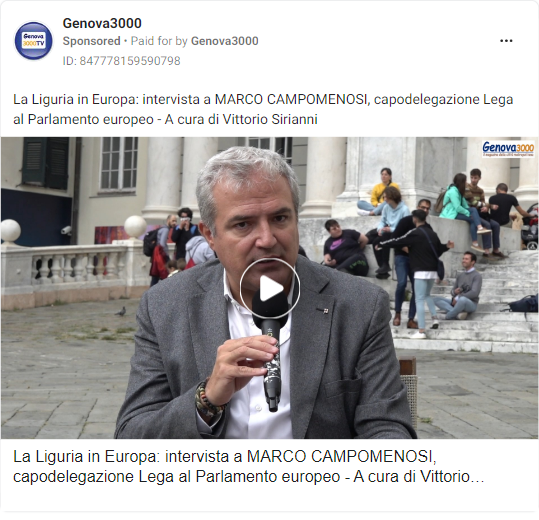 Genova3000
Sponsored • Paid for by Genova3000
ID: 847778159590798
La Liguria in Europa: intervista a MARCO CAMPOMENOSI, capodelegazione Lega
al Parlamento europeo - A cura di Vittorio Sirianni
Genova3000
La Liguria in Europa: intervista a MARCO CAMPOMENOSI,
capodelegazione Lega al Parlamento europeo - A cura di Vittorio…